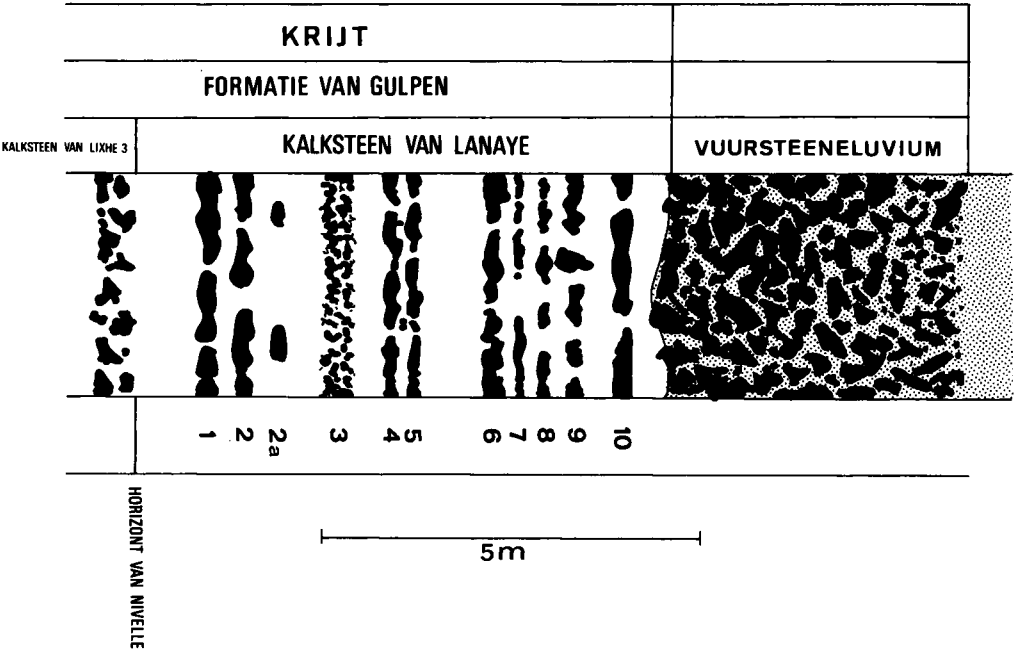 KRIJT
FORMATIE VAN GULPEN
KALKSTEEN VAN LIXHE 3
KALKSTEEN VAN LANAYE
VUURSTEENELUVIUM
1 2 2a 3 4 5 6 7 8 9 10
HORIZONT VAN NIVELLE
5m